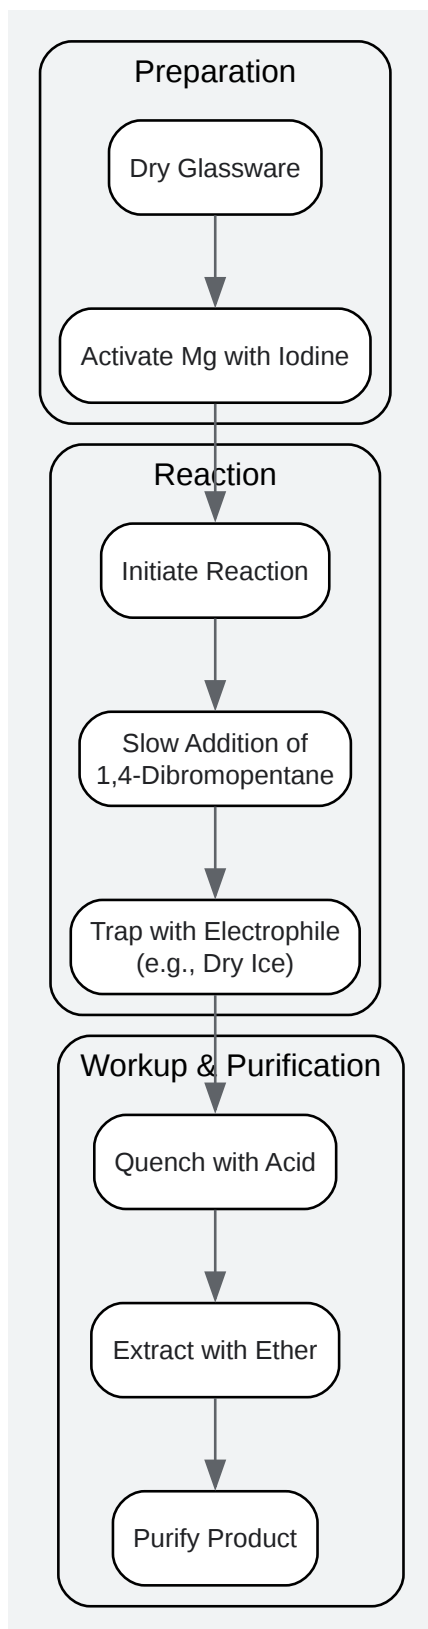 Preparation
Dry Glassware
Activate Mg with Iodine
Reaction
Initiate Reaction
Slow Addition of
1,4-Dibromopentane
Trap with Electrophile
(e.g., Dry Ice)
Workup & Purification
Quench with Acid
Extract with Ether
Purify Product